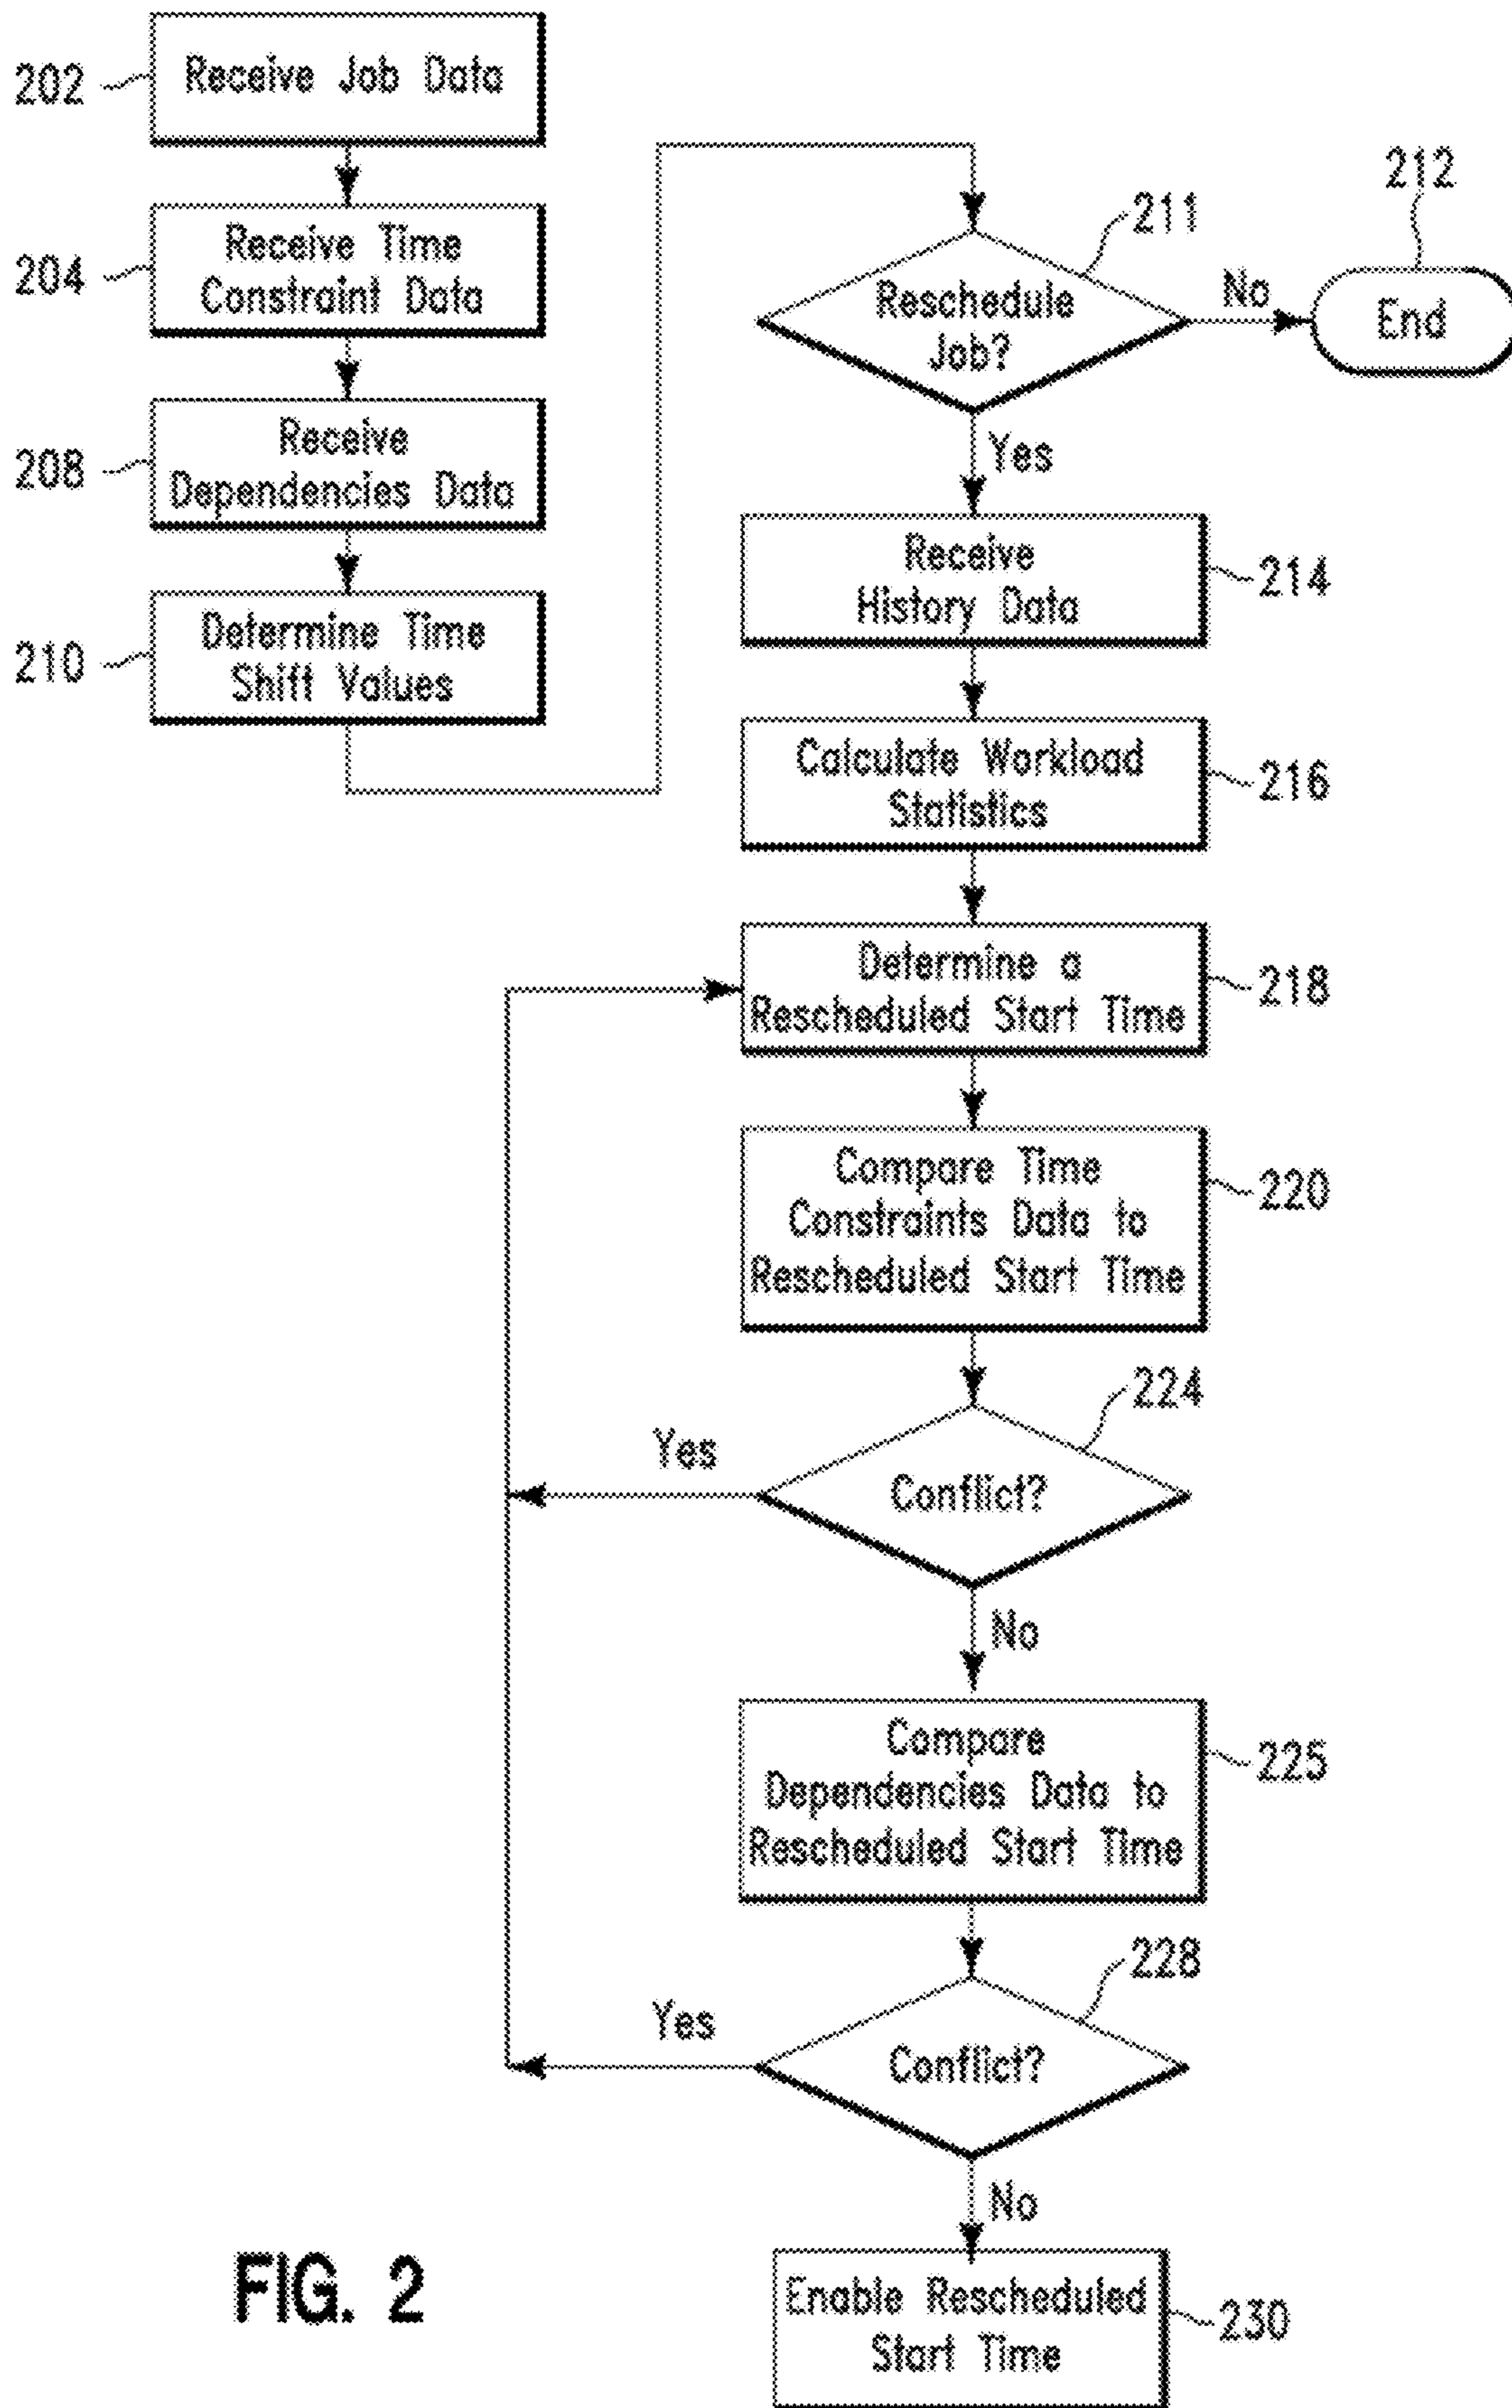 202
Receive Job Data
204
Receive Time
Constraint Data
208
Receive
Dependencies Data
210
Determine Time
Shift Values
211
Reschedule
Job?
No
212
End
Yes
Receive
History Data
214
Calculate Workload
Statistics
216
Determine a
Rescheduled Start Time
218
Compare Time
Constraints Data to
Rescheduled Start Time
220
224
Conflict?
Yes
No
Compare
Dependencies Data to
Rescheduled Start Time
225
228
Conflict?
Yes
No
Enable Rescheduled
Start Time
230
FIG. 2